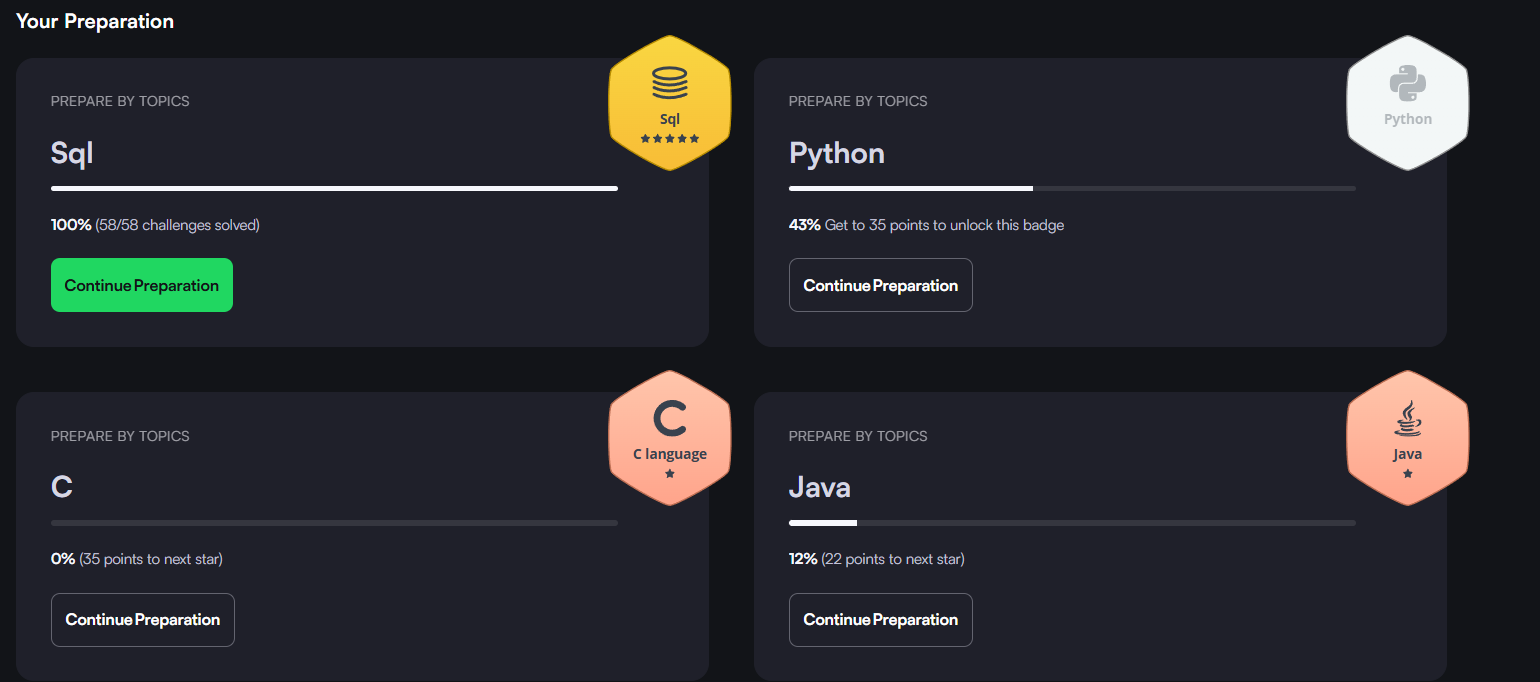 Your Preparation
PREPARE BY TOPICS
Sql
100% (58/58 challenges solved)
Continue Preparation
Sql
PREPARE BY TOPICS
Python
43% Get to 35 points to unlock this badge
Continue Preparation
Python
PREPARE BY TOPICS
C
0% (35 points to next star)
Continue Preparation
C language
PREPARE BY TOPICS
Java
12% (22 points to next star)
Continue Preparation
Java